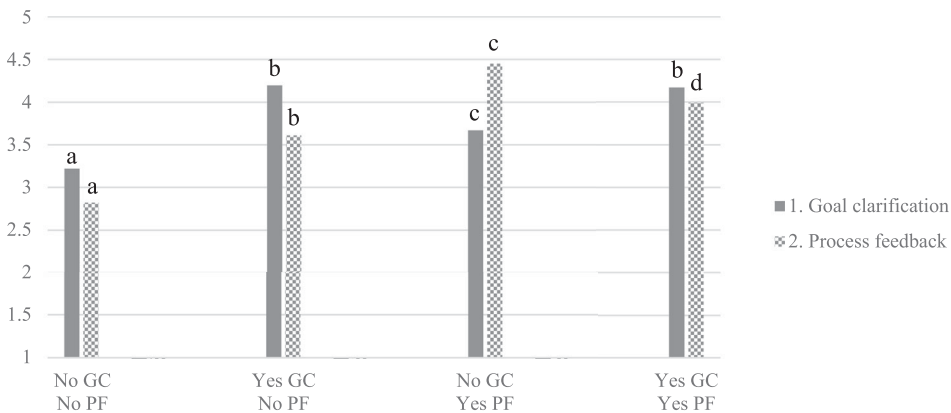 5
4.5
4
3.5
3
2.5
2
1.5
1
a
a
b
b
c
c
b
d
No GC
No PF
Yes GC
No PF
No GC
Yes PF
Yes GC
Yes PF
1. Goal clarification
2. Process feedback